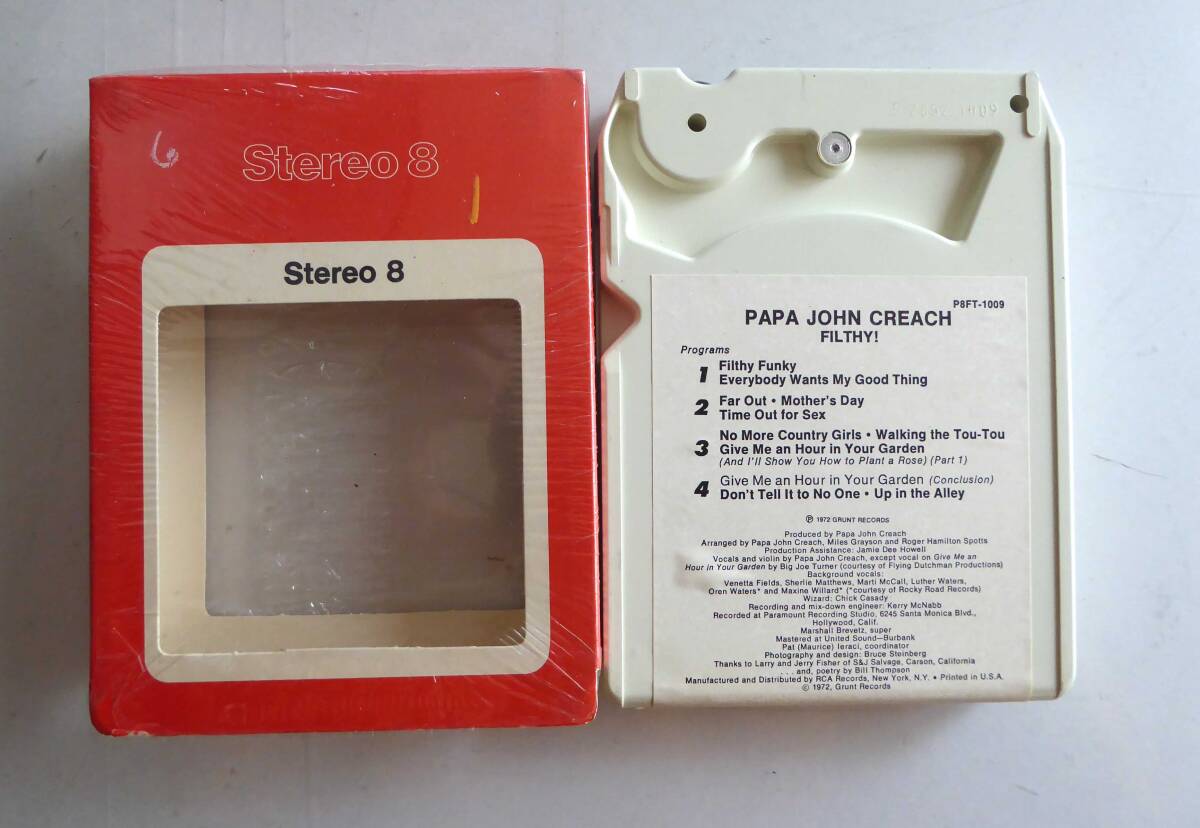 6
Stereo 8
Stereo 8
P8FT-1009
PAPA JOHN CREACH
FILTHY!
Programs
1 Filthy Funky
Everybody Wants My Good Thing
2 Far Out • Mother's Day
Time Out for Sex
3 No More Country Girls • Walking the Tou-Tou
Give Me an Hour in Your Garden
(And I'll Show You How to Plant a Rose) (Part 1)
4 Give Me an Hour in Your Garden (Conclusion)
Don't Tell It to No One • Up in the Alley
℗ 1972 GRUNT RECORDS
Produced by Papa John Creach
Arranged by Papa John Creach, Miles Grayson and Roger Hamilton Spotts
Production Assistance: Jamie Dee Howell
Vocals and violin by Papa John Creach, except vocal on Give Me an
Hour in Your Garden by Big Joe Turner (courtesy of Flying Dutchman Productions)
Background vocals:
Venetta Fields, Sherlie Matthews, Marti McCall, Luther Waters,
Oren Waters* and Maxine Willard* (*courtesy of Rocky Road Records)
Wizard: Chick Casady
Recording and mix-down engineer: Kerry McNabb
Recorded at Paramount Recording Studio, 6245 Santa Monica Blvd.,
Hollywood, Calif.
Marshall Brevetz, super
Mastered at United Sound—Burbank
Pat (Maurice) Ieraci, coordinator
Photography and design: Bruce Steinberg
Thanks to Larry and Jerry Fisher of S&J Salvage, Carson, California
. . . and, poetry by Bill Thompson
Manufactured and Distributed by RCA Records, New York, N.Y. • Printed in U.S.A.
© 1972, Grunt Records